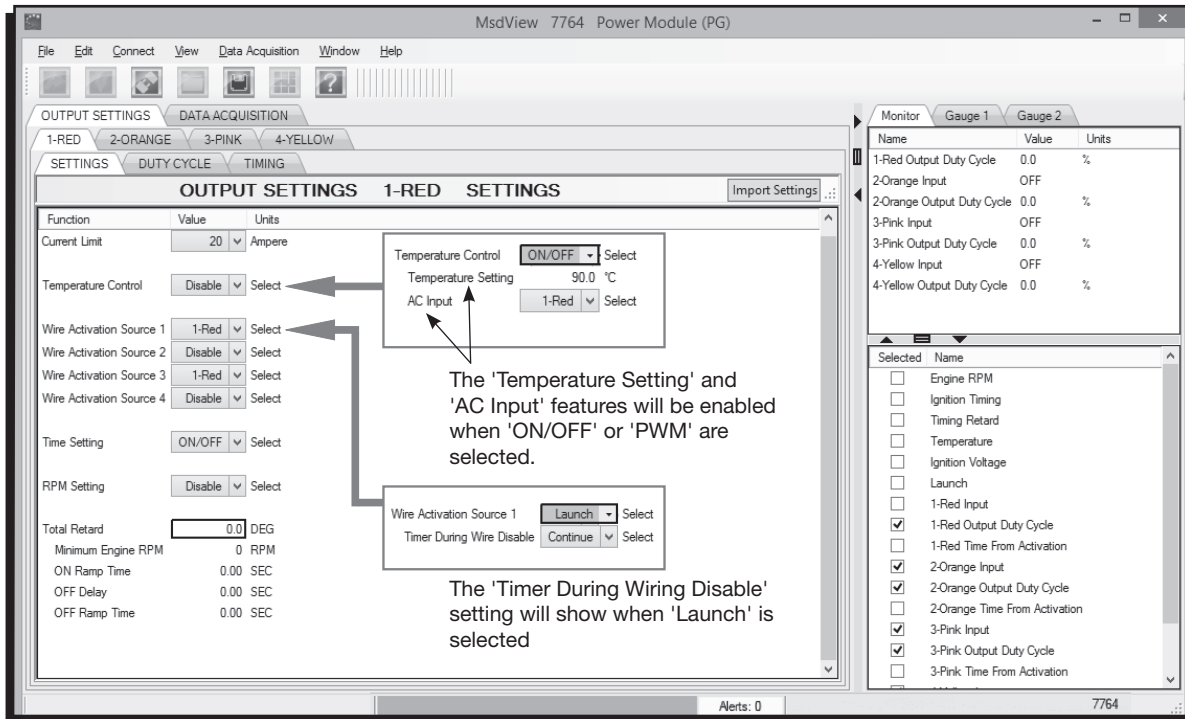 MsdView 7764 Power Module (PG)
File Edit Connect View Data Acquisition Window Help
OUTPUT SETTINGS DATA ACQUISITION
1-RED 2-ORANGE 3-PINK 4-YELLOW
SETTINGS DUTY CYCLE TIMING
OUTPUT SETTINGS 1-RED SETTINGS Import Settings
Function Value Units
Current Limit 20 Ampere
Temperature Control Disable Select
Wire Activation Source 1 1-Red Select
Wire Activation Source 2 Disable Select
Wire Activation Source 3 1-Red Select
Wire Activation Source 4 Disable Select
Time Setting ON/OFF Select
RPM Setting Disable Select
Total Retard 0.0 DEG
Minimum Engine RPM 0 RPM
ON Ramp Time 0.00 SEC
OFF Delay 0.00 SEC
OFF Ramp Time 0.00 SEC
Temperature Control ON/OFF Select
Temperature Setting 90.0 °C
AC Input 1-Red Select
The 'Temperature Setting' and
'AC Input' features will be enabled
when 'ON/OFF' or 'PWM' are
selected.
Wire Activation Source 1 Launch Select
Timer During Wire Disable Continue Select
The 'Timer During Wiring Disable'
setting will show when 'Launch' is
selected
Monitor Gauge 1 Gauge 2
Name Value Units
1-Red Output Duty Cycle 0.0 %
2-Orange Input OFF
2-Orange Output Duty Cycle 0.0 %
3-Pink Input OFF
3-Pink Output Duty Cycle 0.0 %
4-Yellow Input OFF
4-Yellow Output Duty Cycle 0.0 %
Selected Name
Engine RPM
Ignition Timing
Timing Retard
Temperature
Ignition Voltage
Launch
1-Red Input
1-Red Output Duty Cycle
1-Red Time From Activation
2-Orange Input
2-Orange Output Duty Cycle
2-Orange Time From Activation
3-Pink Input
3-Pink Output Duty Cycle
3-Pink Time From Activation
Alerts: 0 7764